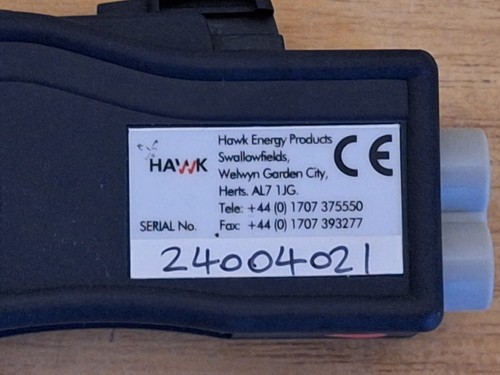 HAWK
Hawk Energy Products
Swallowfields,
Welwyn Garden City,
Herts. AL7 1JG.
Tele: +44 (0) 1707 375550
Fax: +44 (0) 1707 393277
CE
SERIAL No.
24004021